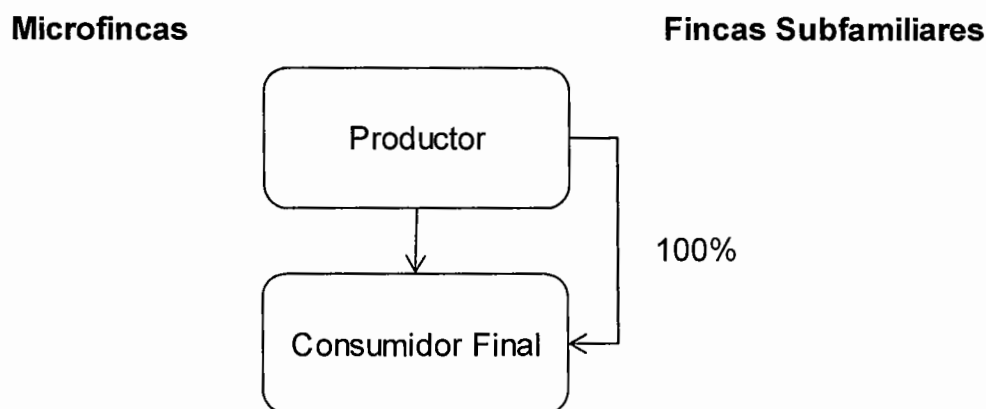 Microfincas
Fincas Subfamiliares
Productor
100%
Consumidor Final